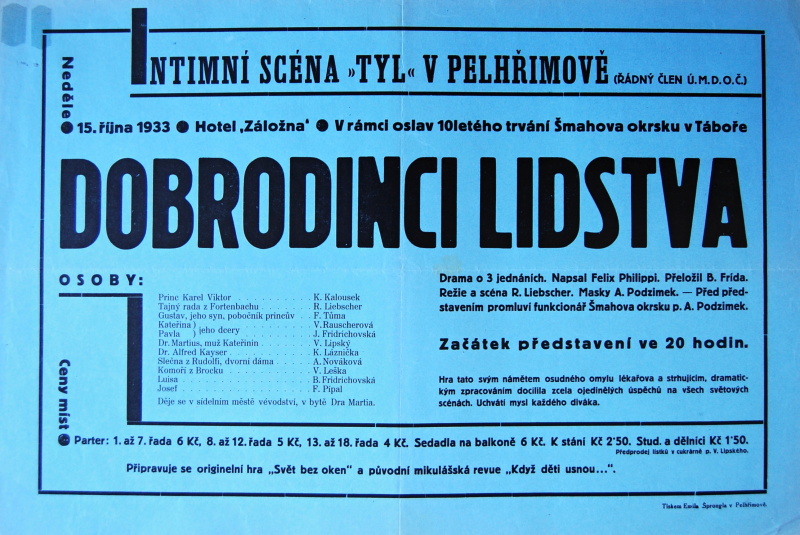 INTIMNÍ SCÉNA »TYL« V PELHŘIMOVĚ (ŘÁDNÝ ČLEN Ú.M.D.O.Č.)
Neděle
● 15. října 1933 ● Hotel ‚Záložna‘ ● V rámci oslav 10letého trvání Šmahova okrsku v Táboře
DOBRODINCI LIDSTVA
OSOBY:
Princ Karel Viktor . . . . . . . . . . K. Kalousek
Tajný rada z Fortenbachu . . . . . . . R. Liebscher
Gustav, jeho syn, pobočník princův . . F. Tůma
Kateřina ) jeho dcery . . . . . . . . V. Rauscherová
Pavla ) . . . . . . . . J. Fridrichovská
Dr. Martius, muž Kateřinin . . . . . . V. Lipský
Dr. Alfred Kayser . . . . . . . . . . K. Láznička
Slečna z Rudolfi, dvorní dáma . . . . A. Nováková
Komoří z Brocku . . . . . . . . . . . V. Leška
Luisa . . . . . . . . . . . . . . . . B. Fridrichovská
Josef . . . . . . . . . . . . . . . . F. Pípal
Děje se v sídelním městě vévodství, v bytě Dra Martia.
Drama o 3 jednáních. Napsal Felix Philippi. Přeložil B. Frída.
Režie a scéna R. Liebscher. Masky A. Podzimek. — Před před-
stavením promluví funkcionář Šmahova okrsku p. A. Podzimek.
Začátek představení ve 20 hodin.
Hra tato svým námětem osudného omylu lékařova a strhujícím, dramatic-
kým zpracováním docílila zcela ojedinělých úspěchů na všech světových
scénách. Uchvátí mysl každého diváka.
Ceny míst
● Parter: 1. až 7. řada 6 Kč, 8. až 12. řada 5 Kč, 13. až 18. řada 4 Kč. Sedadla na balkoně 6 Kč. K stání Kč 2'50. Stud. a dělníci Kč 1'50.
Předprodej lístků v cukrárně p. V. Lipského.
Připravuje se originelní hra „Svět bez oken" a původní mikulášská revue „Když děti usnou...".
Tiskem Emila Šprongla v Pelhřimově.